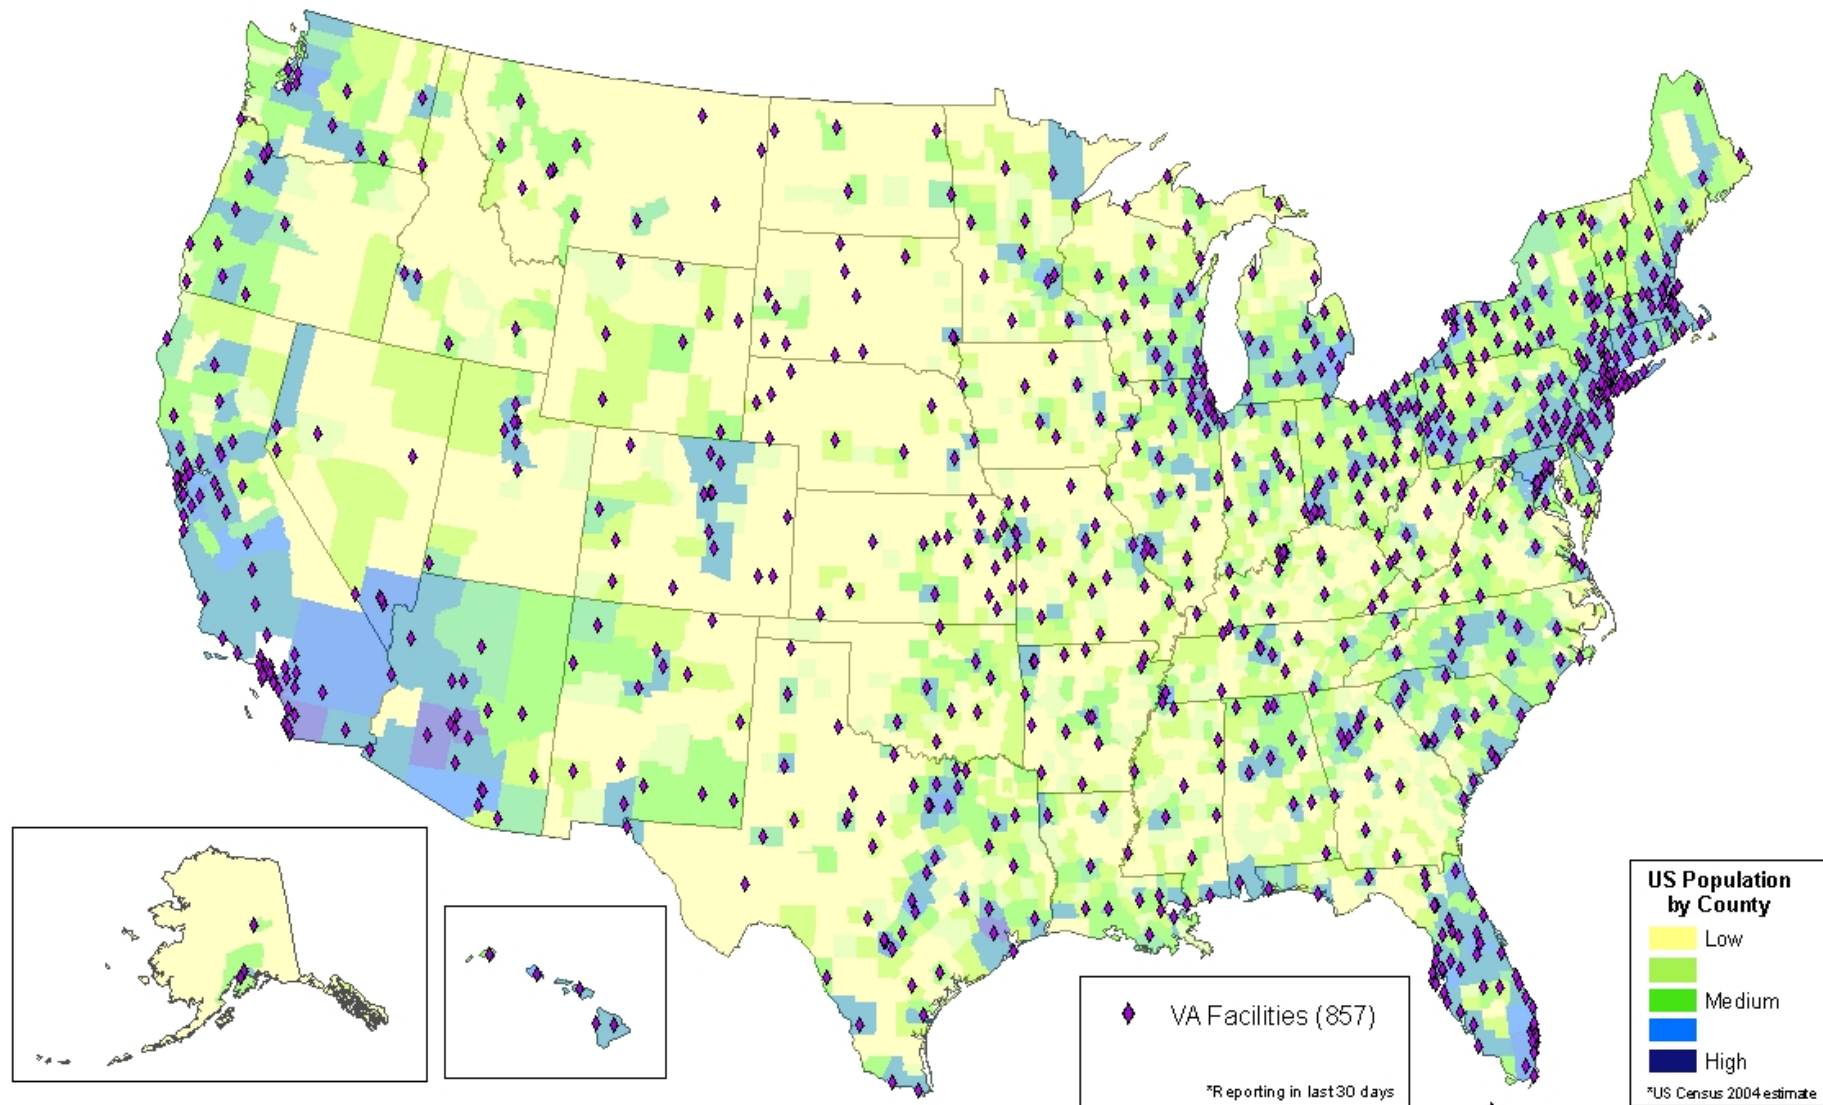 VA Facilities (857)
*Reporting in last 30 days
US Population
by County
Low
Medium
High
*US Census 2004 estimate